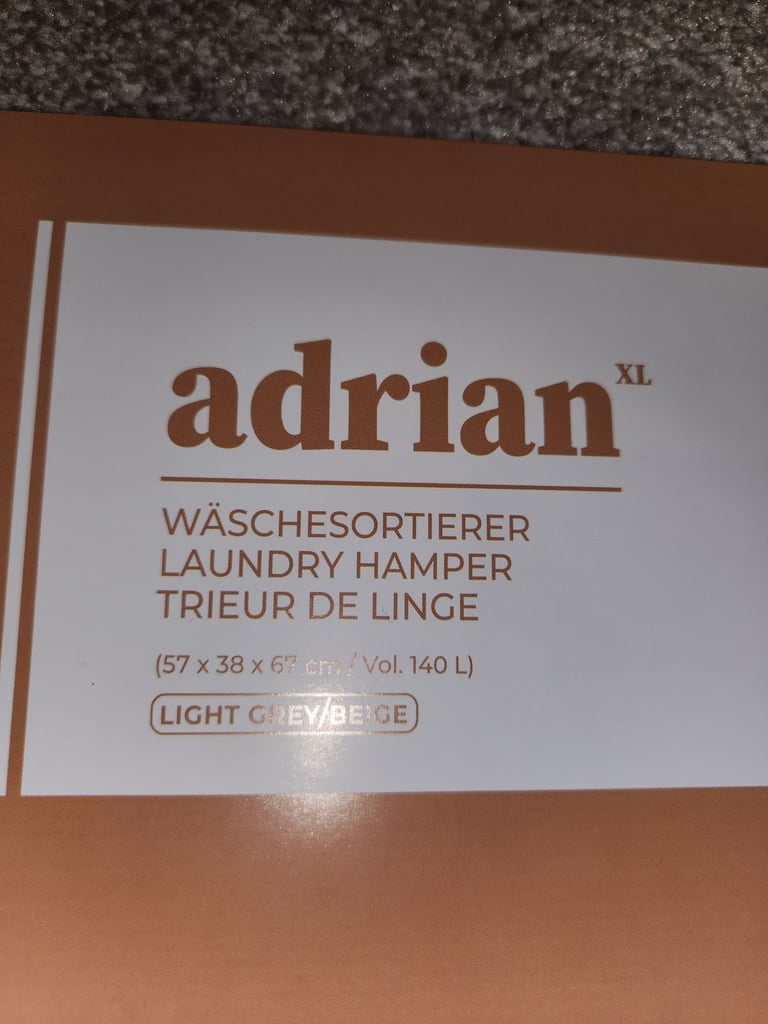 adrian XL
WÄSCHESORTIERER
LAUNDRY HAMPER
TRIEUR DE LINGE
(57 x 38 x 67 cm / Vol. 140 L)
LIGHT GREY/BEIGE